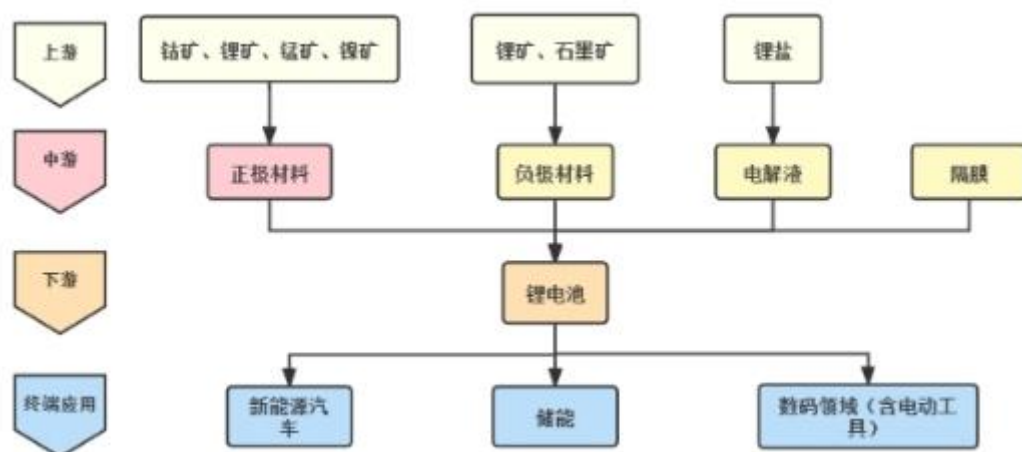 上游
钴矿、锂矿、锰矿、镍矿
锂矿、石墨矿
锂盐
中游
正极材料
负极材料
电解液
隔膜
下游
锂电池
终端应用
新能源汽
车
储能
数码领域（含电动工
具）